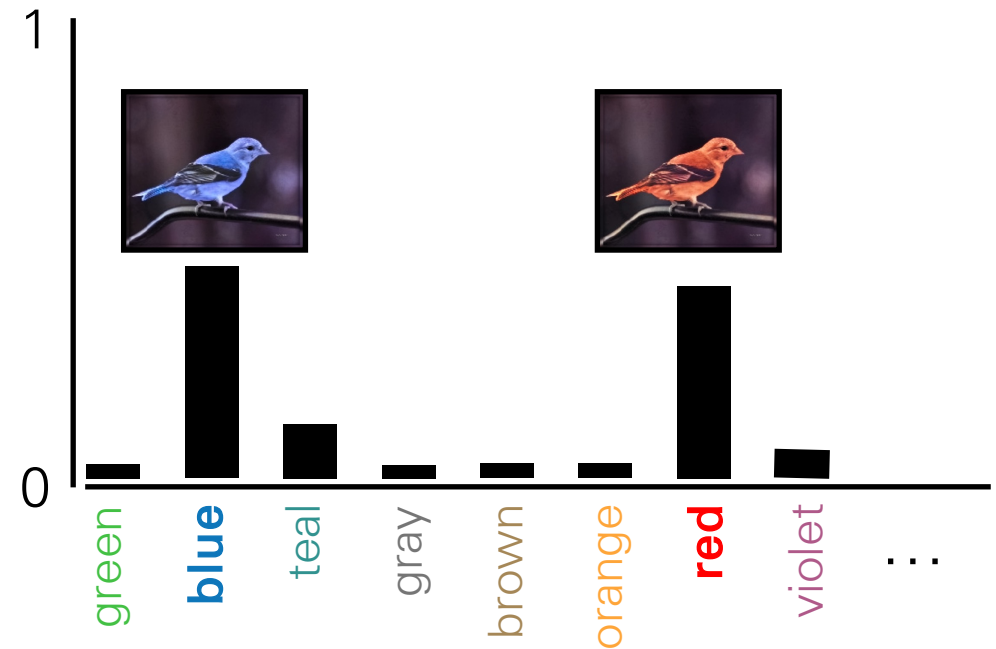 1
0
green
blue
teal
gray
brown
orange
red
violet
...